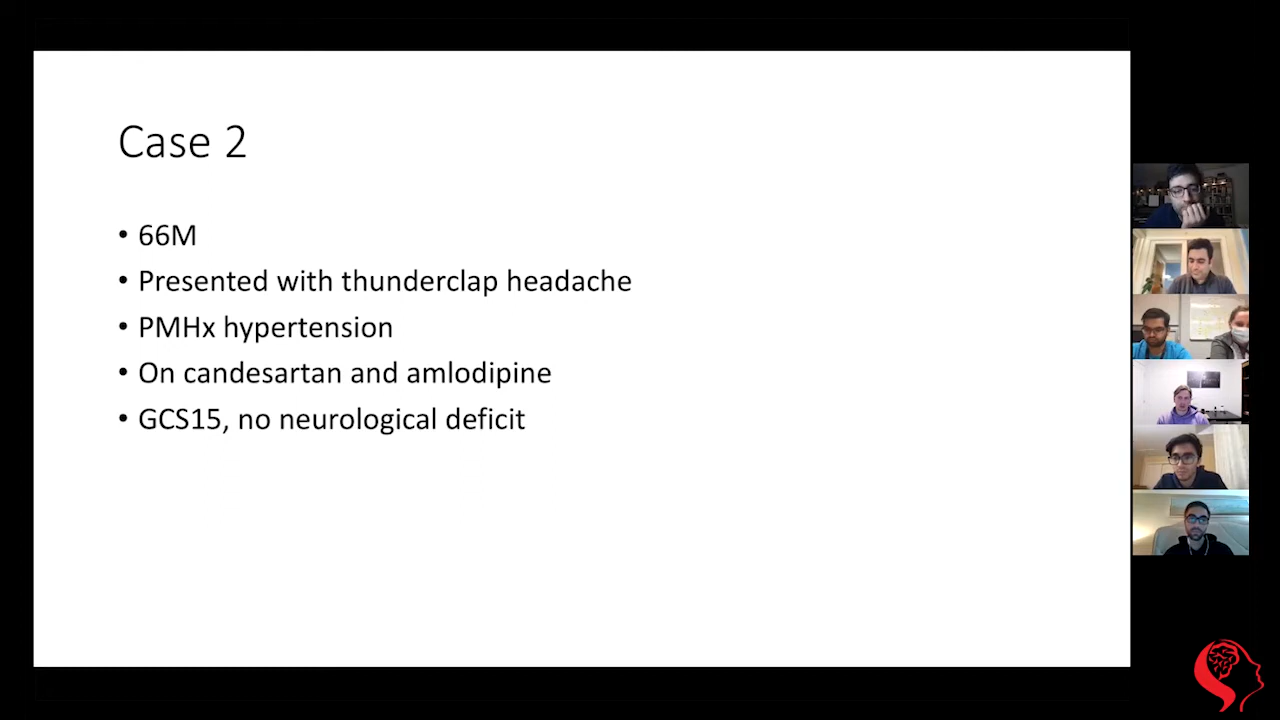 Case 2
• 66M
• Presented with thunderclap headache
• PMHx hypertension
• On candesartan and amlodipine
• GCS15, no neurological deficit